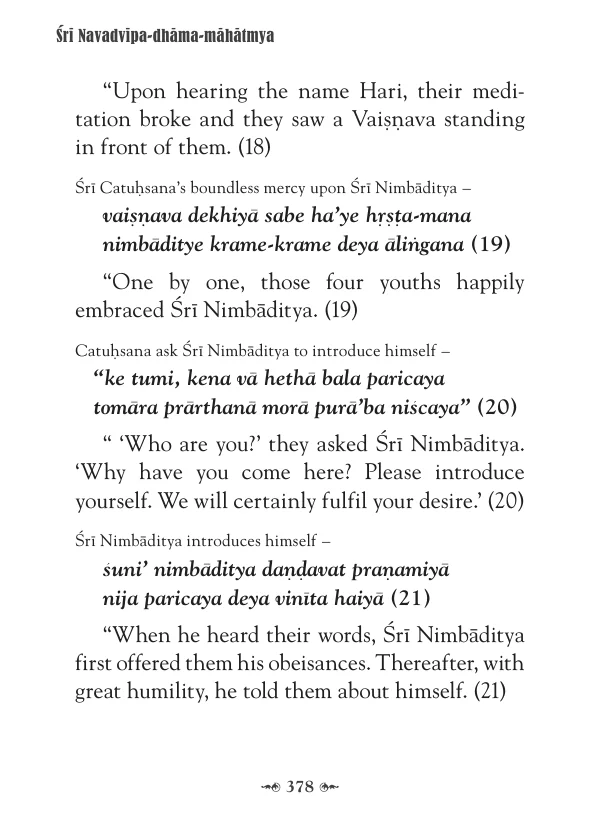 Śrī Navadvīpa-dhāma-māhātmya
“Upon hearing the name Hari, their medi-
tation broke and they saw a Vaiṣṇava standing
in front of them. (18)
Śrī Catuḥsana’s boundless mercy upon Śrī Nimbāditya –
vaiṣṇava dekhiyā sabe ha’ye hṛṣṭa-mana
nimbāditye krame-krame deya āliṅgana (19)
“One by one, those four youths happily
embraced Śrī Nimbāditya. (19)
Catuḥsana ask Śrī Nimbāditya to introduce himself –
“ke tumi, kena vā hethā bala paricaya
tomāra prārthanā morā purā’ba niścaya” (20)
“ ‘Who are you?’ they asked Śrī Nimbāditya.
‘Why have you come here? Please introduce
yourself. We will certainly fulfil your desire.’ (20)
Śrī Nimbāditya introduces himself –
śuni’ nimbāditya daṇḍavat praṇamiyā
nija paricaya deya vinīta haiyā (21)
“When he heard their words, Śrī Nimbāditya
first offered them his obeisances. Thereafter, with
great humility, he told them about himself. (21)
378